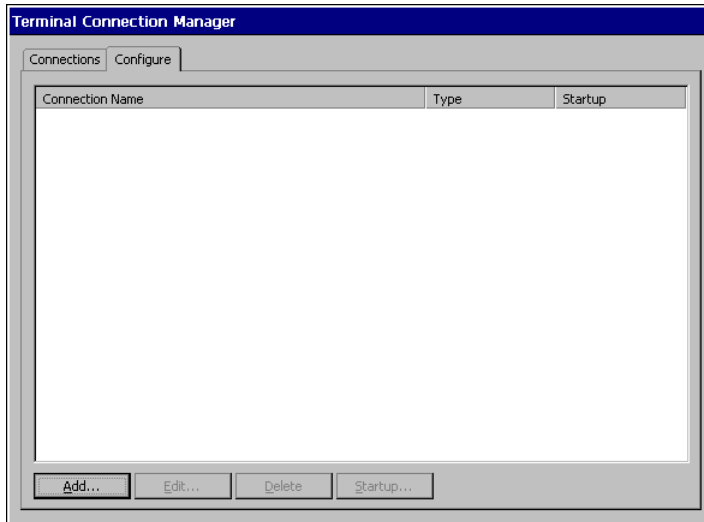 Terminal Connection Manager
Connections Configure
Connection Name Type Startup
Add... Edit... Delete Startup...